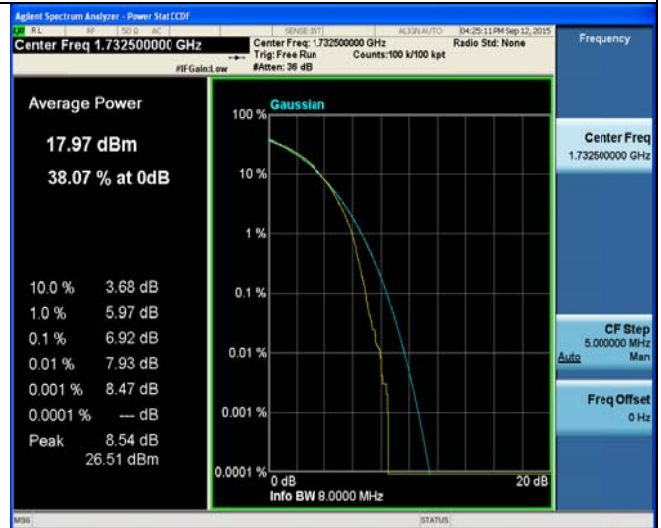 Agilent Spectrum Analyzer - Power Stat CCDF
RL RF 50 Ω AC SENSE:INT ALIGN AUTO 04:25:11 PM Sep 12, 2015
Center Freq 1.732500000 GHz
Center Freq: 1.732500000 GHz Radio Std: None
Trig: Free Run Counts:100 k/100 kpt
#IFGain:Low #Atten: 36 dB
Frequency
Average Power
17.97 dBm
38.07 % at 0dB
10.0 % 3.68 dB
1.0 % 5.97 dB
0.1 % 6.92 dB
0.01 % 7.93 dB
0.001 % 8.47 dB
0.0001 % --- dB
Peak 8.54 dB
26.51 dBm
Gaussian
100 %
10 %
1 %
0.1 %
0.01 %
0.001 %
0.0001 %
0 dB 20 dB
Info BW 8.0000 MHz
Center Freq
1.732500000 GHz
CF Step
5.000000 MHz
Auto Man
Freq Offset
0 Hz
MSG STATUS